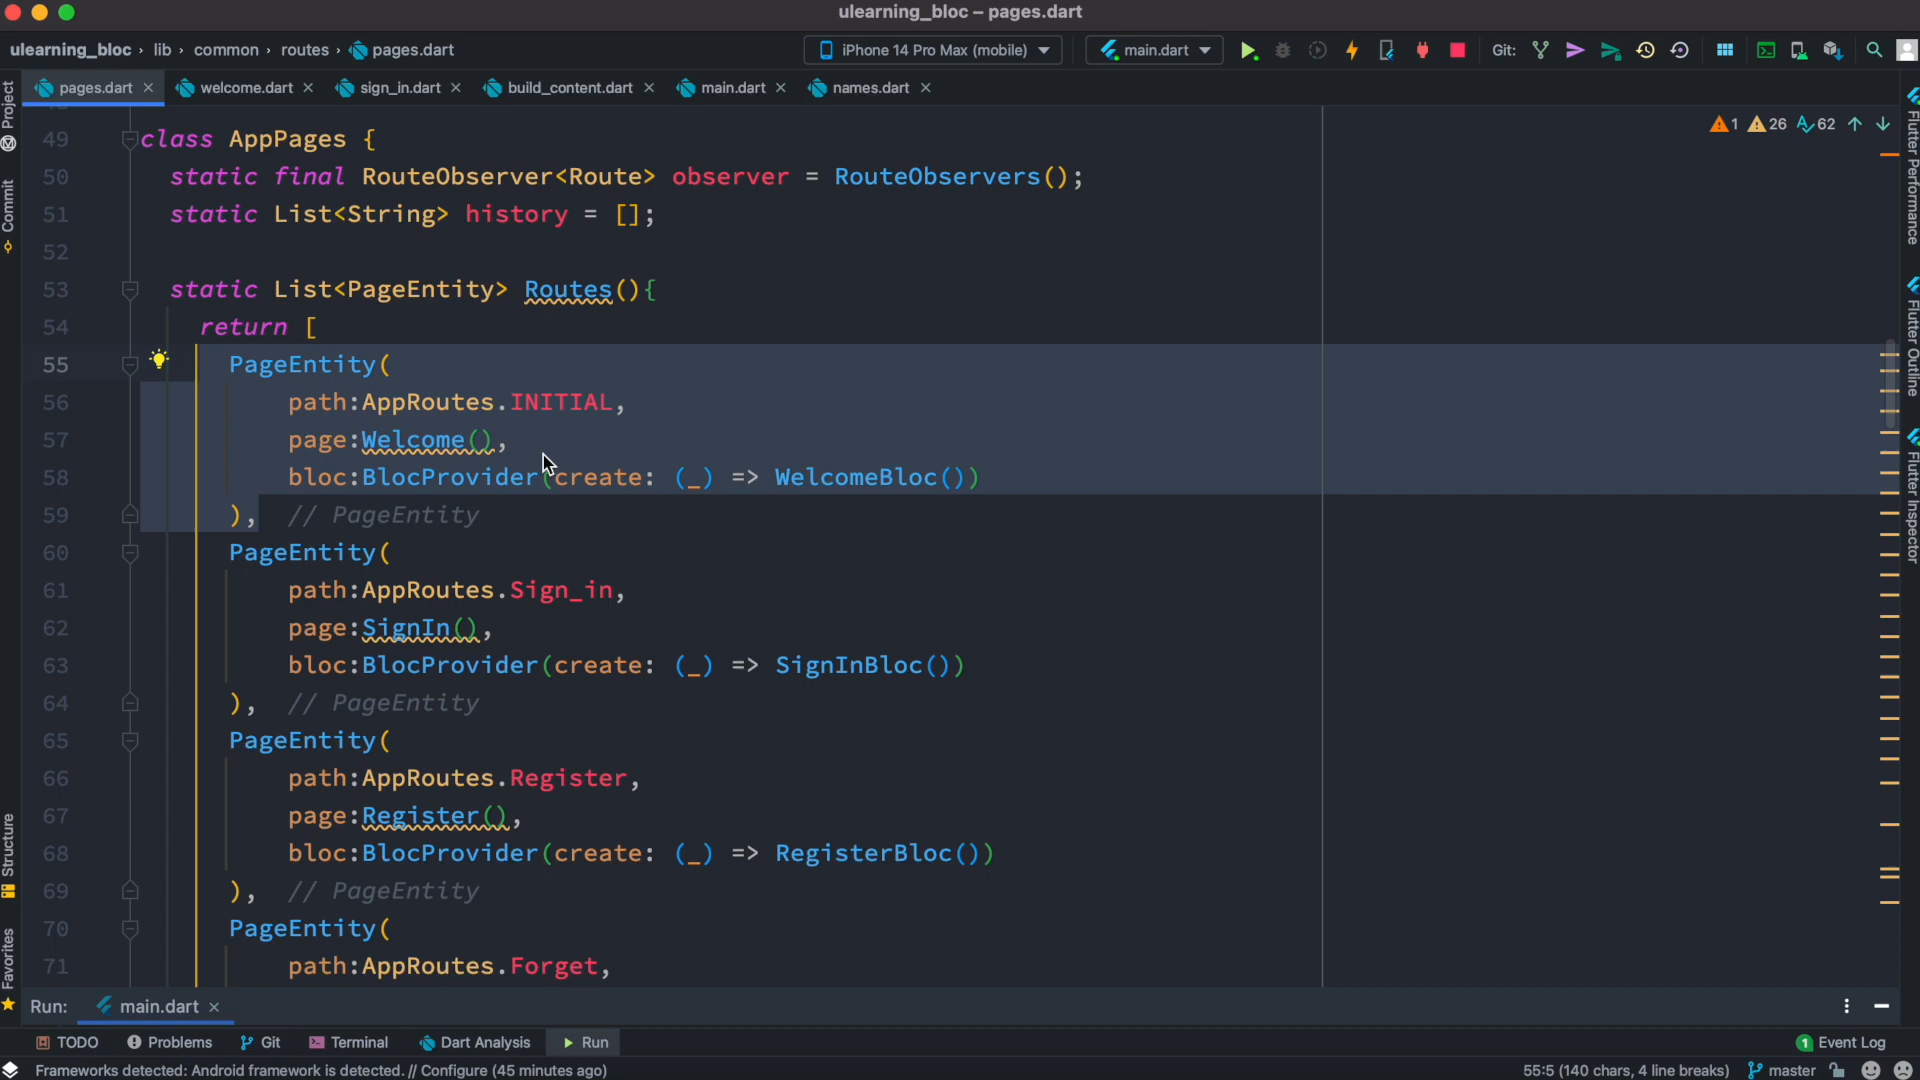 ulearning_bloc – pages.dart
ulearning_bloc › lib › common › routes › pages.dart
iPhone 14 Pro Max (mobile)
main.dart
Git:
pages.dart
welcome.dart
sign_in.dart
build_content.dart
main.dart
names.dart
Project
Commit
Structure
Favorites
Flutter Performance
Flutter Outline
Flutter Inspector
1 26 62
49 class AppPages {
50 static final RouteObserver<Route> observer = RouteObservers();
51 static List<String> history = [];
52
53 static List<PageEntity> Routes(){
54 return [
55 PageEntity(
56 path:AppRoutes.INITIAL,
57 page:Welcome(),
58 bloc:BlocProvider(create: (_) => WelcomeBloc())
59 ), // PageEntity
60 PageEntity(
61 path:AppRoutes.Sign_in,
62 page:SignIn(),
63 bloc:BlocProvider(create: (_) => SignInBloc())
64 ), // PageEntity
65 PageEntity(
66 path:AppRoutes.Register,
67 page:Register(),
68 bloc:BlocProvider(create: (_) => RegisterBloc())
69 ), // PageEntity
70 PageEntity(
71 path:AppRoutes.Forget,
Run: main.dart
TODO Problems Git Terminal Dart Analysis Run
1 Event Log
Frameworks detected: Android framework is detected. // Configure (45 minutes ago)
55:5 (140 chars, 4 line breaks) master